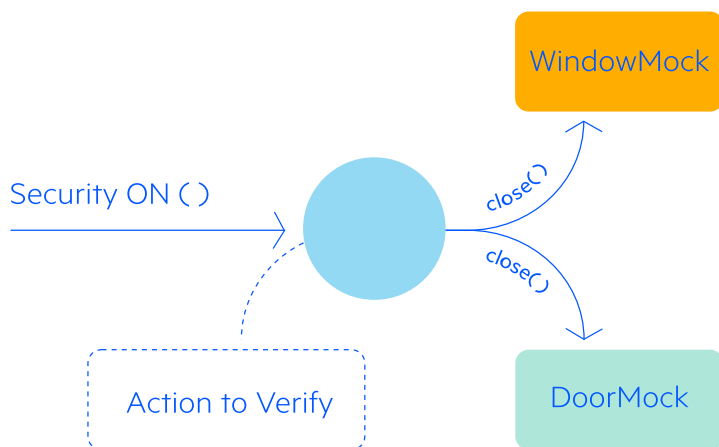 WindowMock
Security ON ( )
close( )
close( )
Action to Verify
DoorMock